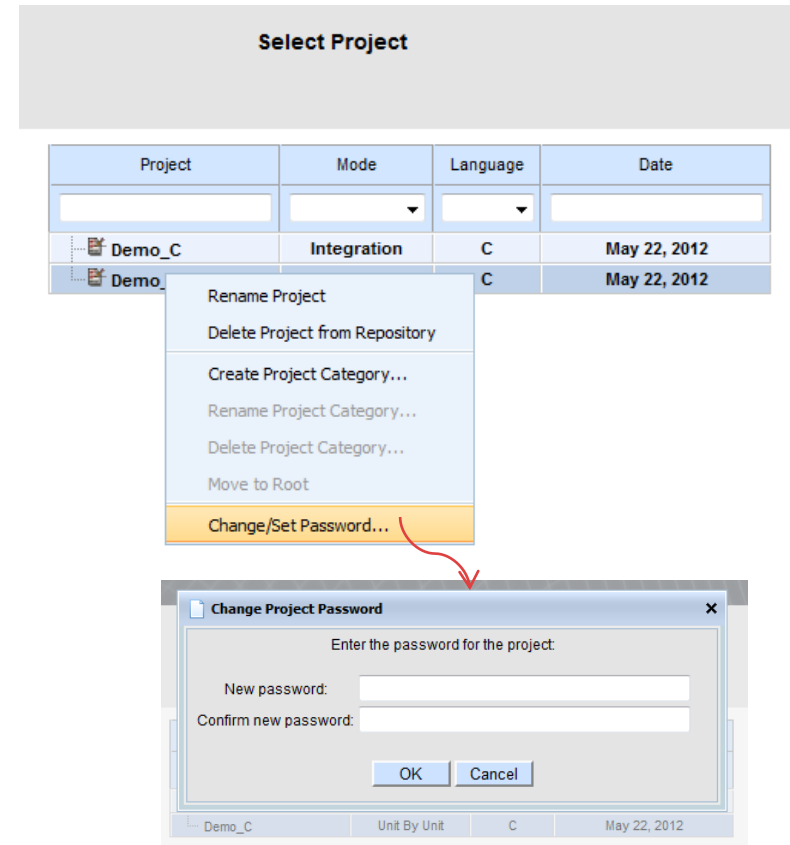 Select Project
Project Mode Language Date
Demo_C Integration C May 22, 2012
Demo_ C May 22, 2012
Rename Project
Delete Project from Repository
Create Project Category...
Rename Project Category...
Delete Project Category...
Move to Root
Change/Set Password...
Change Project Password
Enter the password for the project:
New password:
Confirm new password:
OK Cancel
Demo_C Unit By Unit C May 22, 2012